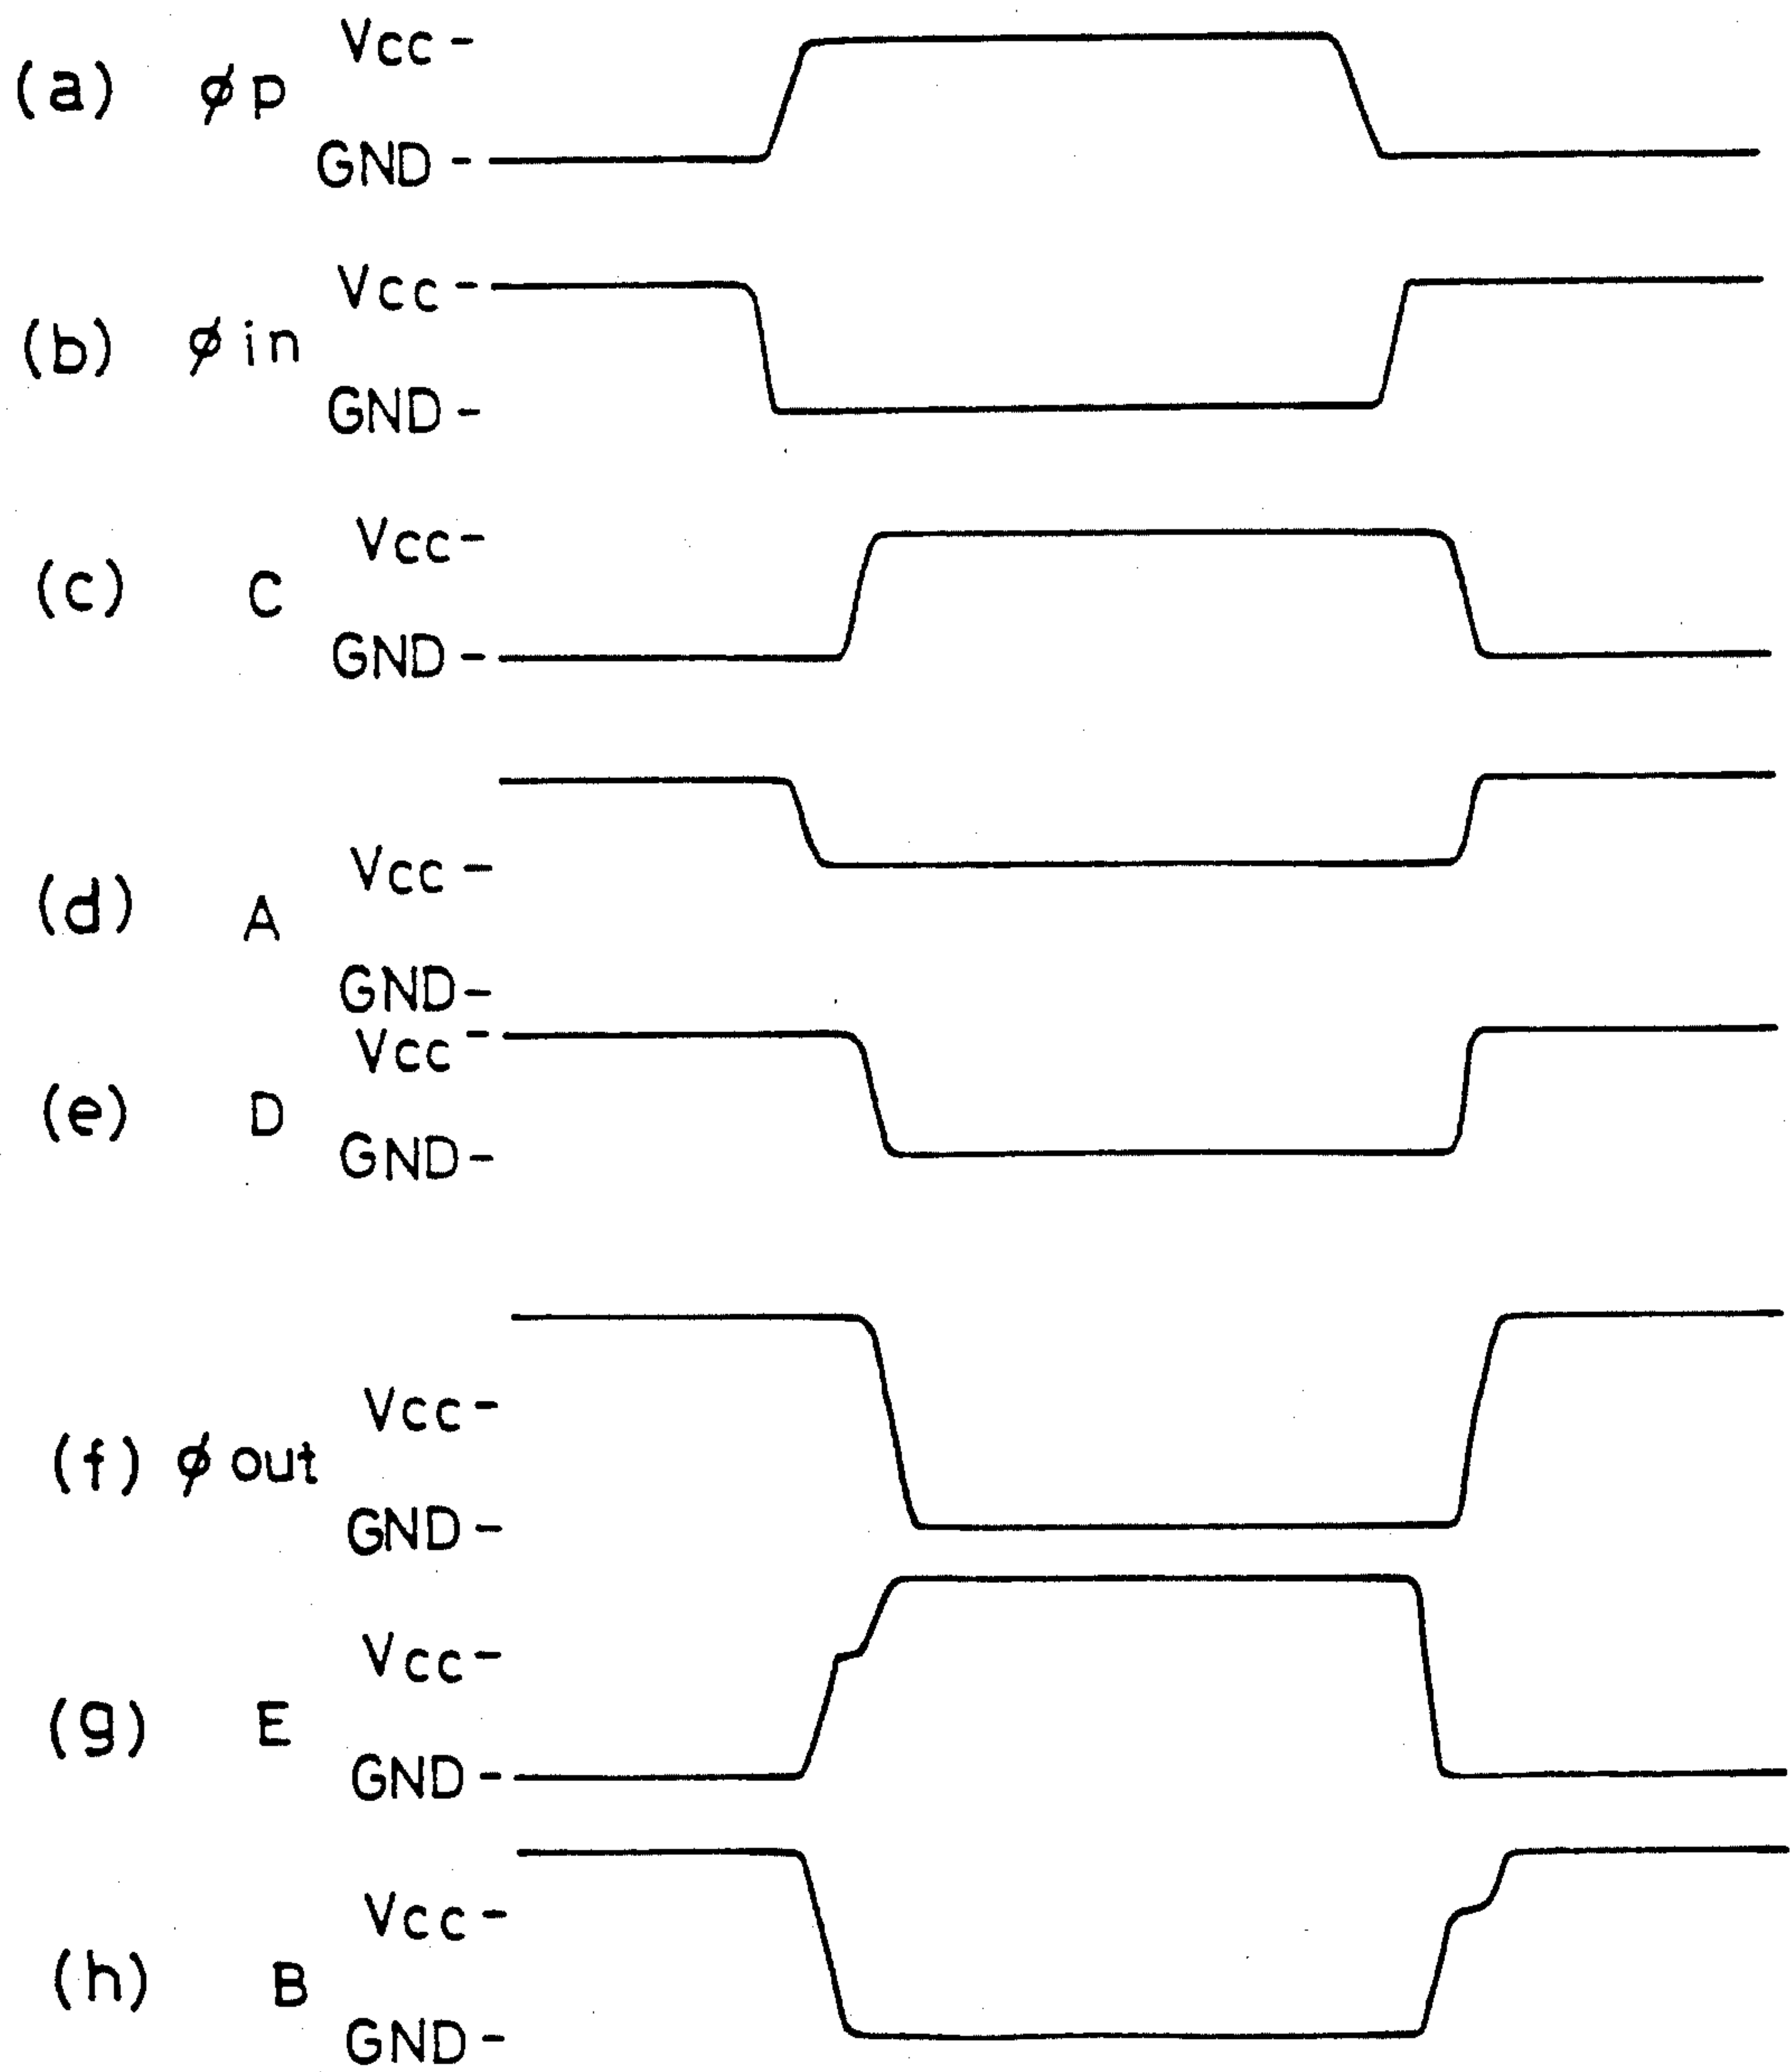 Vcc -
(a) φp
GND -
Vcc -
(b) φin
GND -
Vcc -
(c) C
GND -
Vcc -
(d) A
GND -
Vcc -
(e) D
GND -
Vcc -
(f) φout
GND -
Vcc -
(g) E
GND -
Vcc -
(h) B
GND -